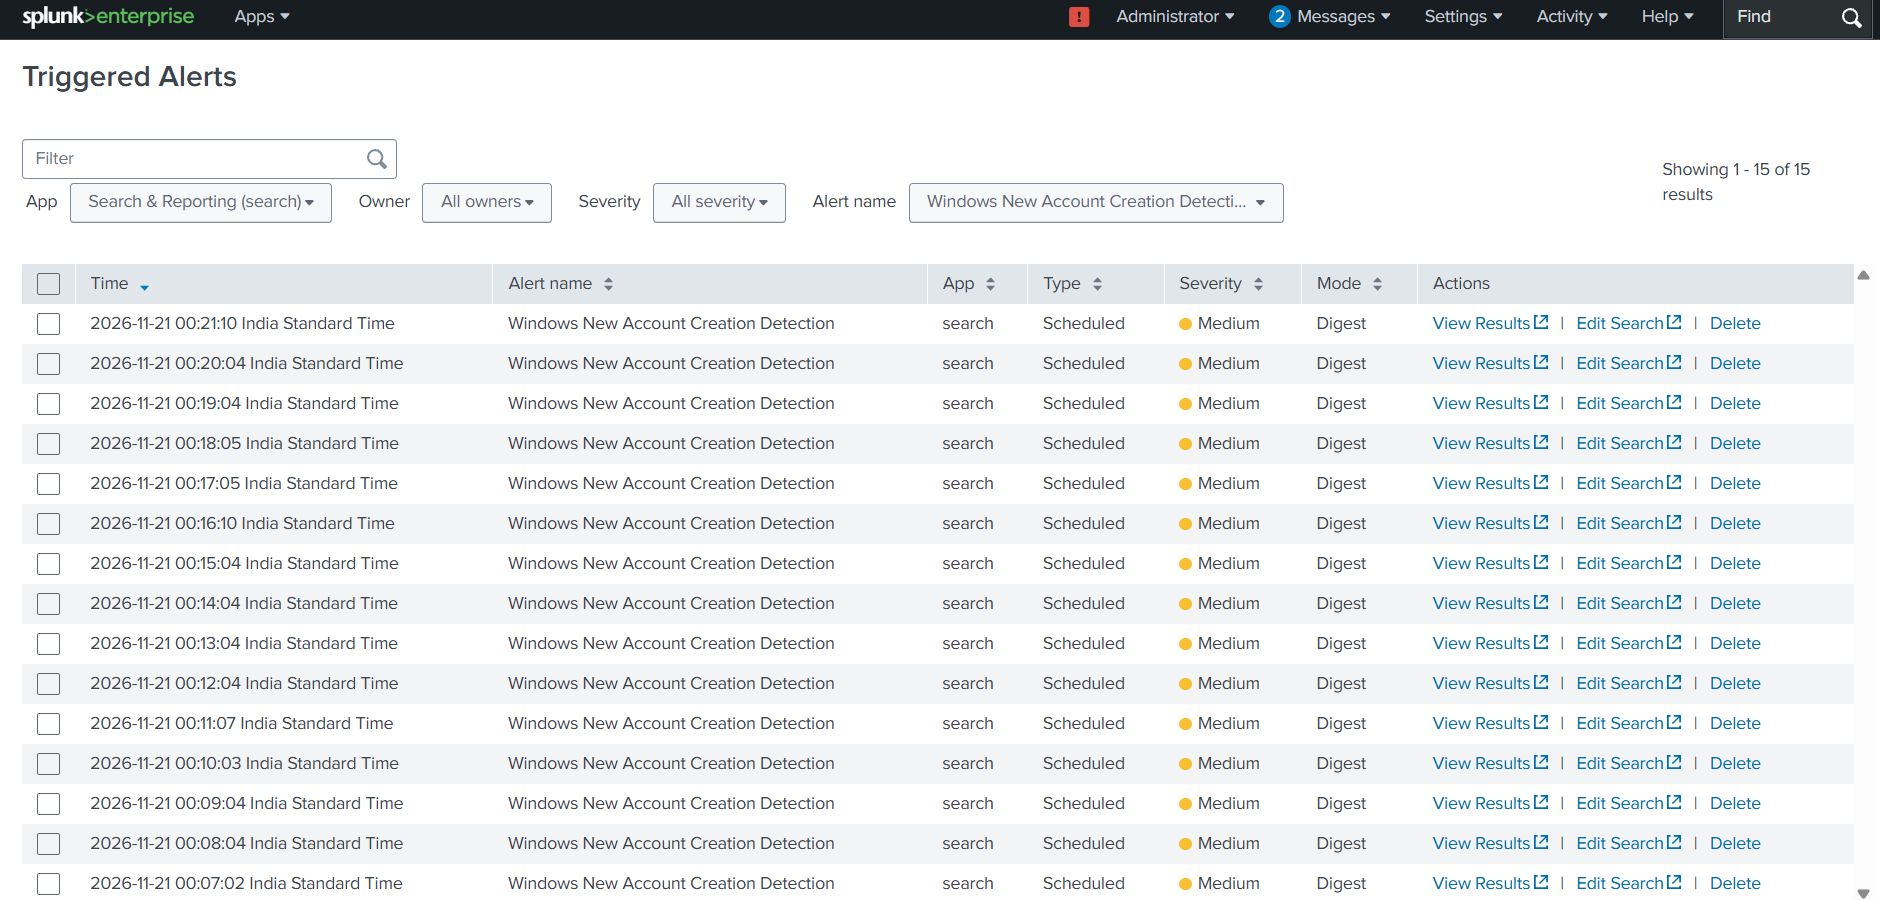 splunk>enterprise Apps ! Administrator 2 Messages Settings Activity Help Find
Triggered Alerts
Filter
Showing 1 - 15 of 15
results
App Search & Reporting (search) Owner All owners Severity All severity Alert name Windows New Account Creation Detecti...
Time Alert name App Type Severity Mode Actions
2026-11-21 00:21:10 India Standard Time Windows New Account Creation Detection search Scheduled Medium Digest View Results | Edit Search | Delete
2026-11-21 00:20:04 India Standard Time Windows New Account Creation Detection search Scheduled Medium Digest View Results | Edit Search | Delete
2026-11-21 00:19:04 India Standard Time Windows New Account Creation Detection search Scheduled Medium Digest View Results | Edit Search | Delete
2026-11-21 00:18:05 India Standard Time Windows New Account Creation Detection search Scheduled Medium Digest View Results | Edit Search | Delete
2026-11-21 00:17:05 India Standard Time Windows New Account Creation Detection search Scheduled Medium Digest View Results | Edit Search | Delete
2026-11-21 00:16:10 India Standard Time Windows New Account Creation Detection search Scheduled Medium Digest View Results | Edit Search | Delete
2026-11-21 00:15:04 India Standard Time Windows New Account Creation Detection search Scheduled Medium Digest View Results | Edit Search | Delete
2026-11-21 00:14:04 India Standard Time Windows New Account Creation Detection search Scheduled Medium Digest View Results | Edit Search | Delete
2026-11-21 00:13:04 India Standard Time Windows New Account Creation Detection search Scheduled Medium Digest View Results | Edit Search | Delete
2026-11-21 00:12:04 India Standard Time Windows New Account Creation Detection search Scheduled Medium Digest View Results | Edit Search | Delete
2026-11-21 00:11:07 India Standard Time Windows New Account Creation Detection search Scheduled Medium Digest View Results | Edit Search | Delete
2026-11-21 00:10:03 India Standard Time Windows New Account Creation Detection search Scheduled Medium Digest View Results | Edit Search | Delete
2026-11-21 00:09:04 India Standard Time Windows New Account Creation Detection search Scheduled Medium Digest View Results | Edit Search | Delete
2026-11-21 00:08:04 India Standard Time Windows New Account Creation Detection search Scheduled Medium Digest View Results | Edit Search | Delete
2026-11-21 00:07:02 India Standard Time Windows New Account Creation Detection search Scheduled Medium Digest View Results | Edit Search | Delete